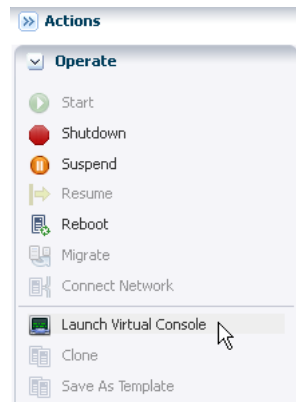 Actions
Operate
Start
Shutdown
Suspend
Resume
Reboot
Migrate
Connect Network
Launch Virtual Console
Clone
Save As Template